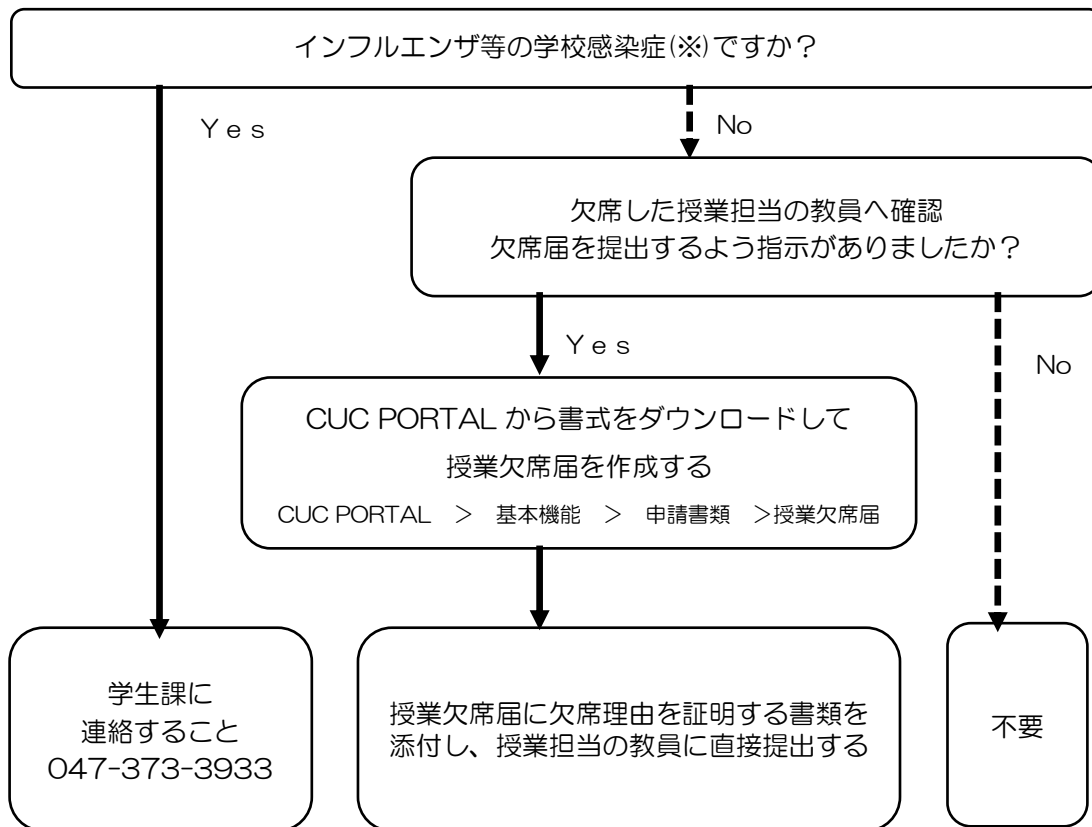 インフルエンザ等の学校感染症(※)ですか？
Ｙｅｓ
No
欠席した授業担当の教員へ確認
欠席届を提出するよう指示がありましたか？
Ｙｅｓ
No
CUC PORTAL から書式をダウンロードして
授業欠席届を作成する
CUC PORTAL ＞ 基本機能 ＞ 申請書類 ＞授業欠席届
学生課に
連絡すること
047-373-3933
授業欠席届に欠席理由を証明する書類を
添付し、授業担当の教員に直接提出する
不要